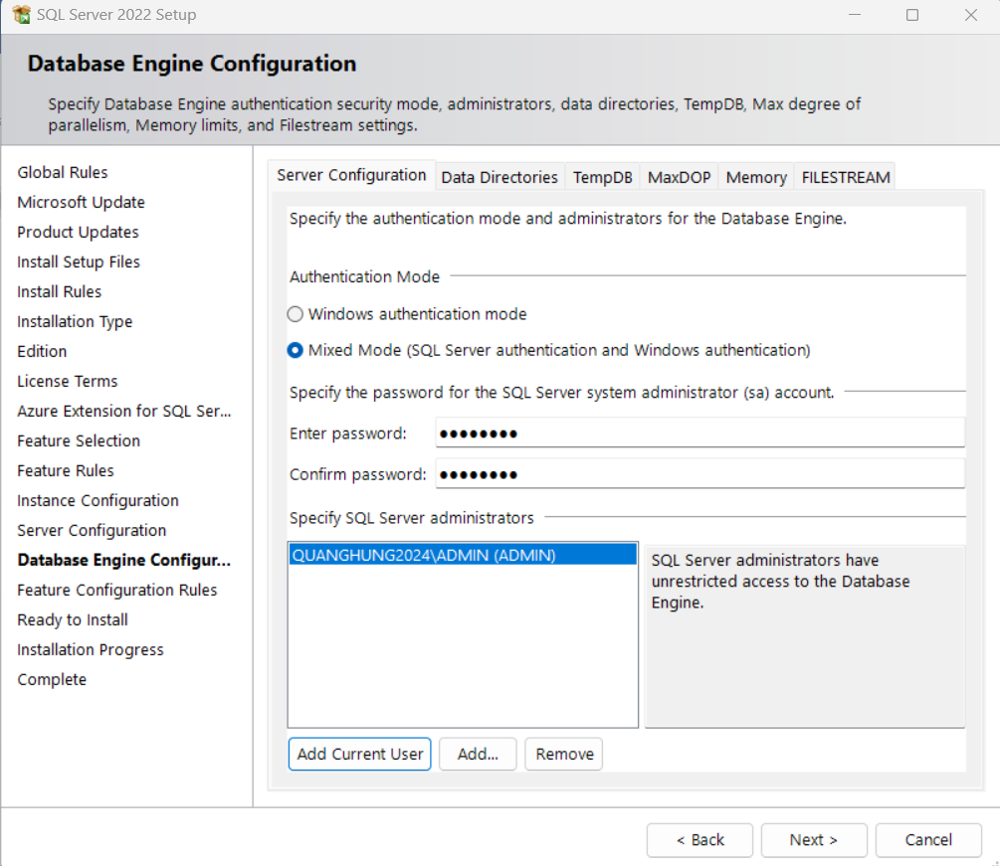 SQL Server 2022 Setup
Database Engine Configuration
Specify Database Engine authentication security mode, administrators, data directories, TempDB, Max degree of
parallelism, Memory limits, and Filestream settings.
Global Rules
Microsoft Update
Product Updates
Install Setup Files
Install Rules
Installation Type
Edition
License Terms
Azure Extension for SQL Ser...
Feature Selection
Feature Rules
Instance Configuration
Server Configuration
Database Engine Configur...
Feature Configuration Rules
Ready to Install
Installation Progress
Complete
Server Configuration Data Directories TempDB MaxDOP Memory FILESTREAM
Specify the authentication mode and administrators for the Database Engine.
Authentication Mode
Windows authentication mode
Mixed Mode (SQL Server authentication and Windows authentication)
Specify the password for the SQL Server system administrator (sa) account.
Enter password: ●●●●●●●●
Confirm password: ●●●●●●●●
Specify SQL Server administrators
QUANGHUNG2024\ADMIN (ADMIN)
SQL Server administrators have
unrestricted access to the Database
Engine.
Add Current User Add... Remove
< Back Next > Cancel